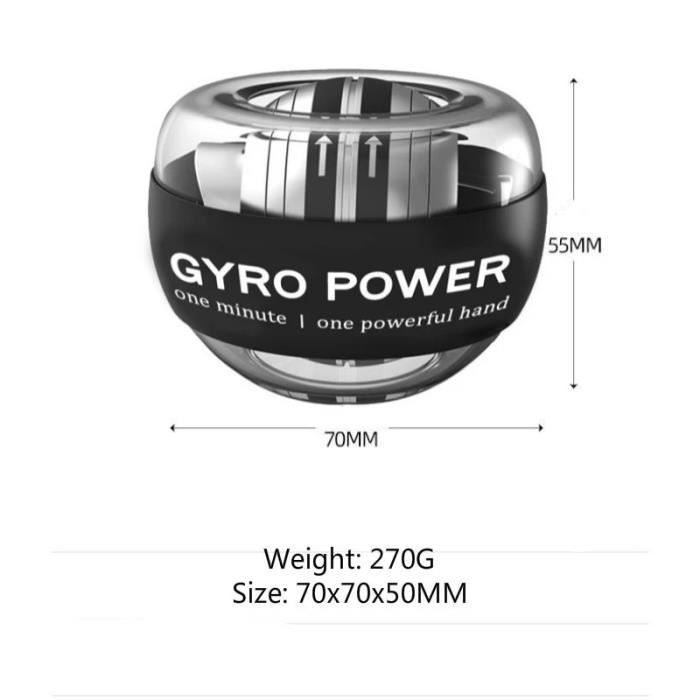 GYRO POWER
one minute | one powerful hand
55MM
70MM
Weight: 270G
Size: 70x70x50MM